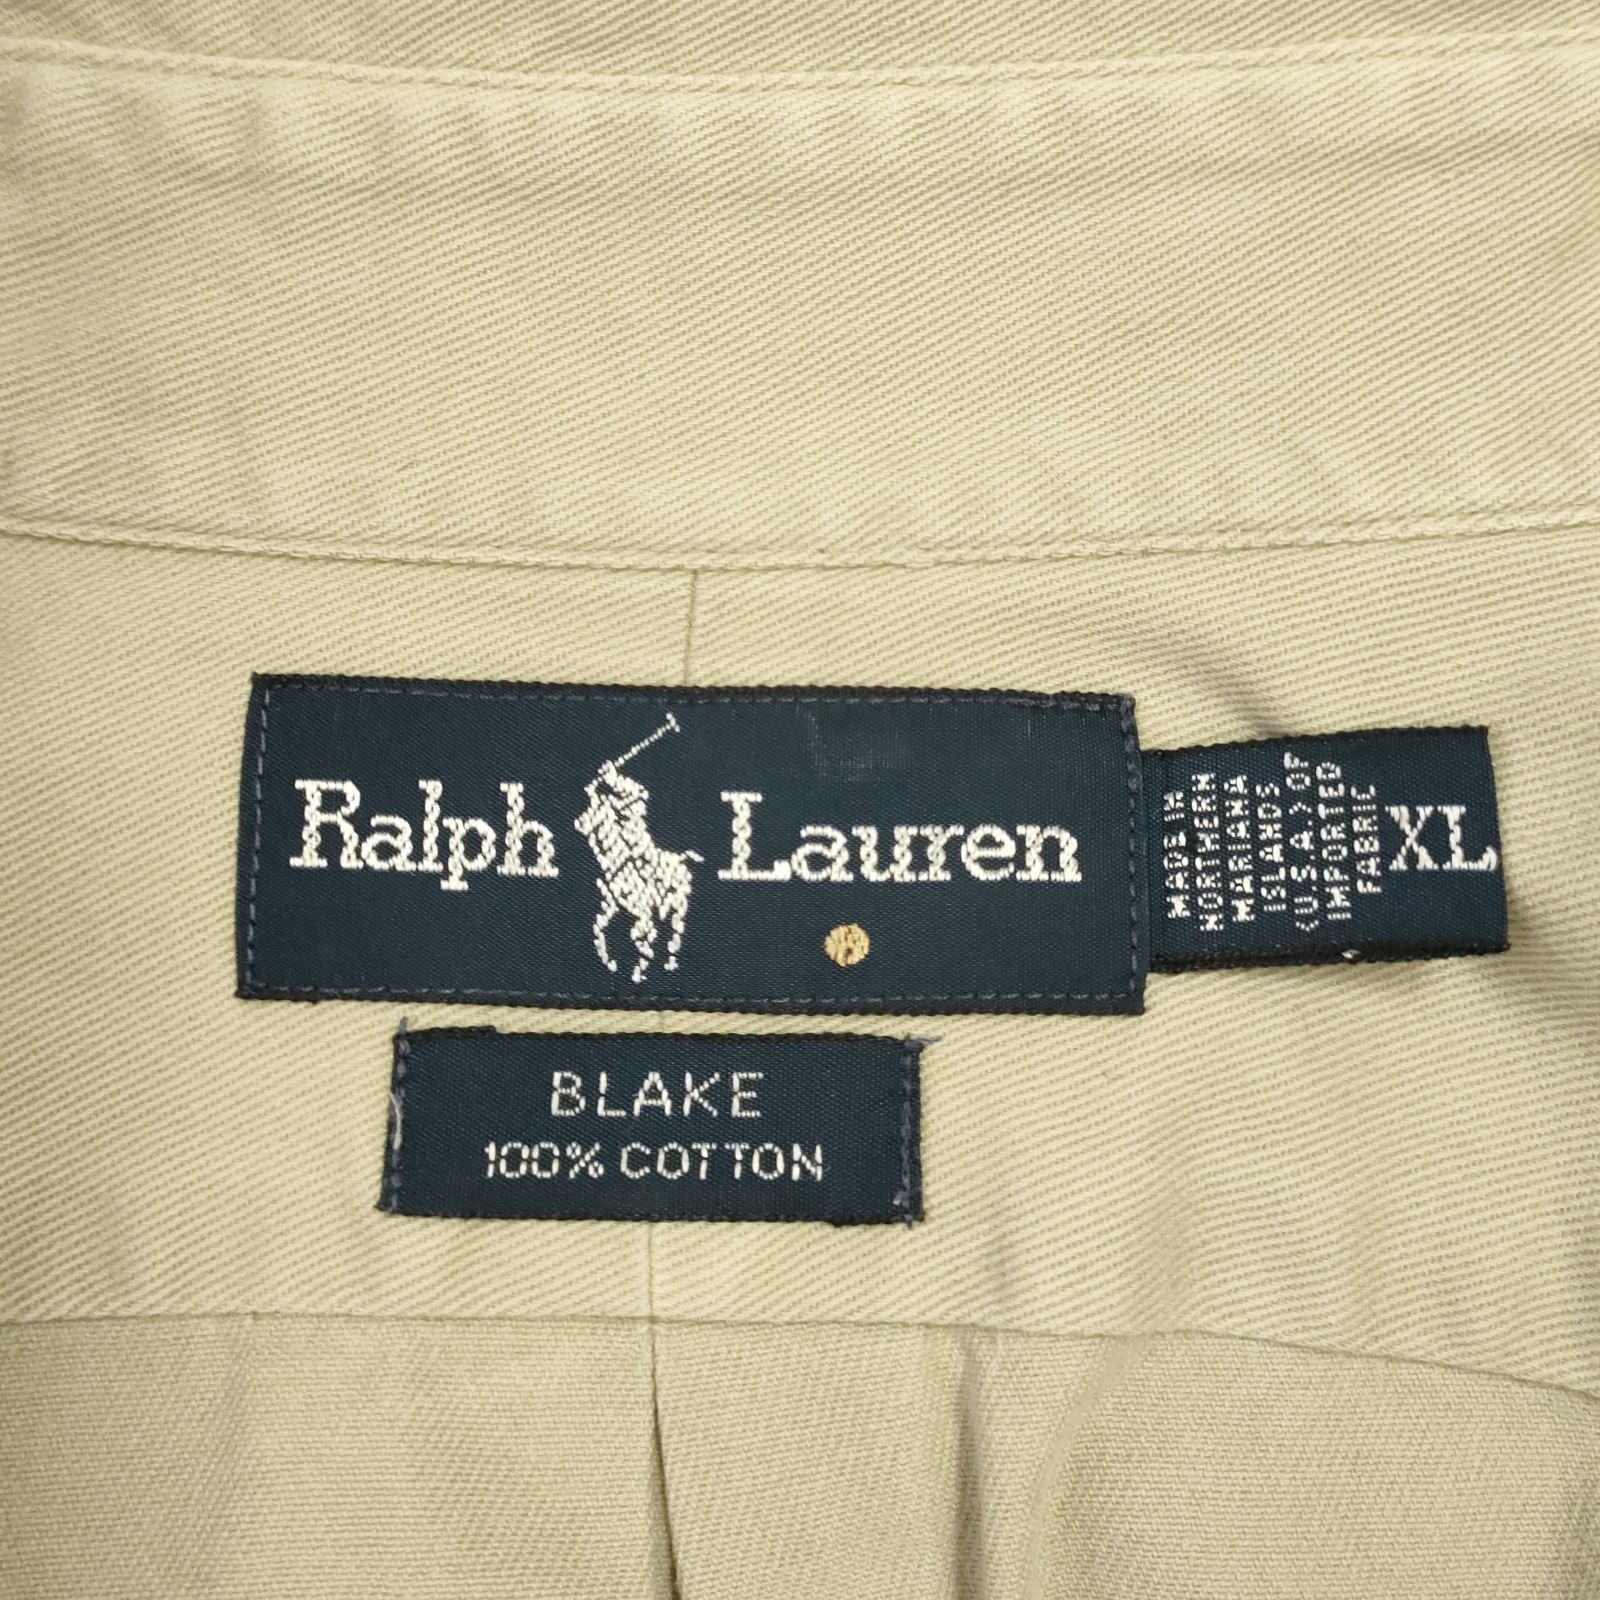 Ralph Lauren
MADE IN
NORTHERN
MARIANA
ISLANDS
(U.S.A.) OF
IMPORTED
FABRIC
XL
BLAKE
100% COTTON